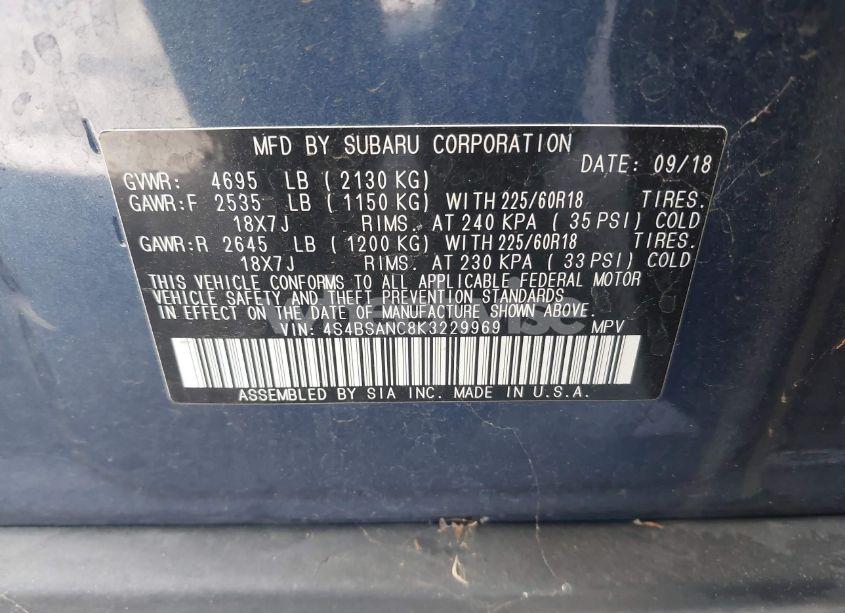 MFD BY SUBARU CORPORATION
DATE: 09/18
GVWR: 4695 LB ( 2130 KG)
GAWR:F 2535 LB ( 1150 KG) WITH 225/60R18 TIRES.
18X7J RIMS. AT 240 KPA ( 35 PSI) COLD
GAWR:R 2645 LB ( 1200 KG) WITH 225/60R18 TIRES.
18X7J RIMS. AT 230 KPA ( 33 PSI) COLD
THIS VEHICLE CONFORMS TO ALL APPLICABLE FEDERAL MOTOR
VEHICLE SAFETY AND THEFT PREVENTION STANDARDS
IN EFFECT ON THE DATE OF MANUFACTURE SHOWN ABOVE.
VIN: 4S4BSANC8K3229969 MPV
ASSEMBLED BY SIA INC. MADE IN U.S.A.